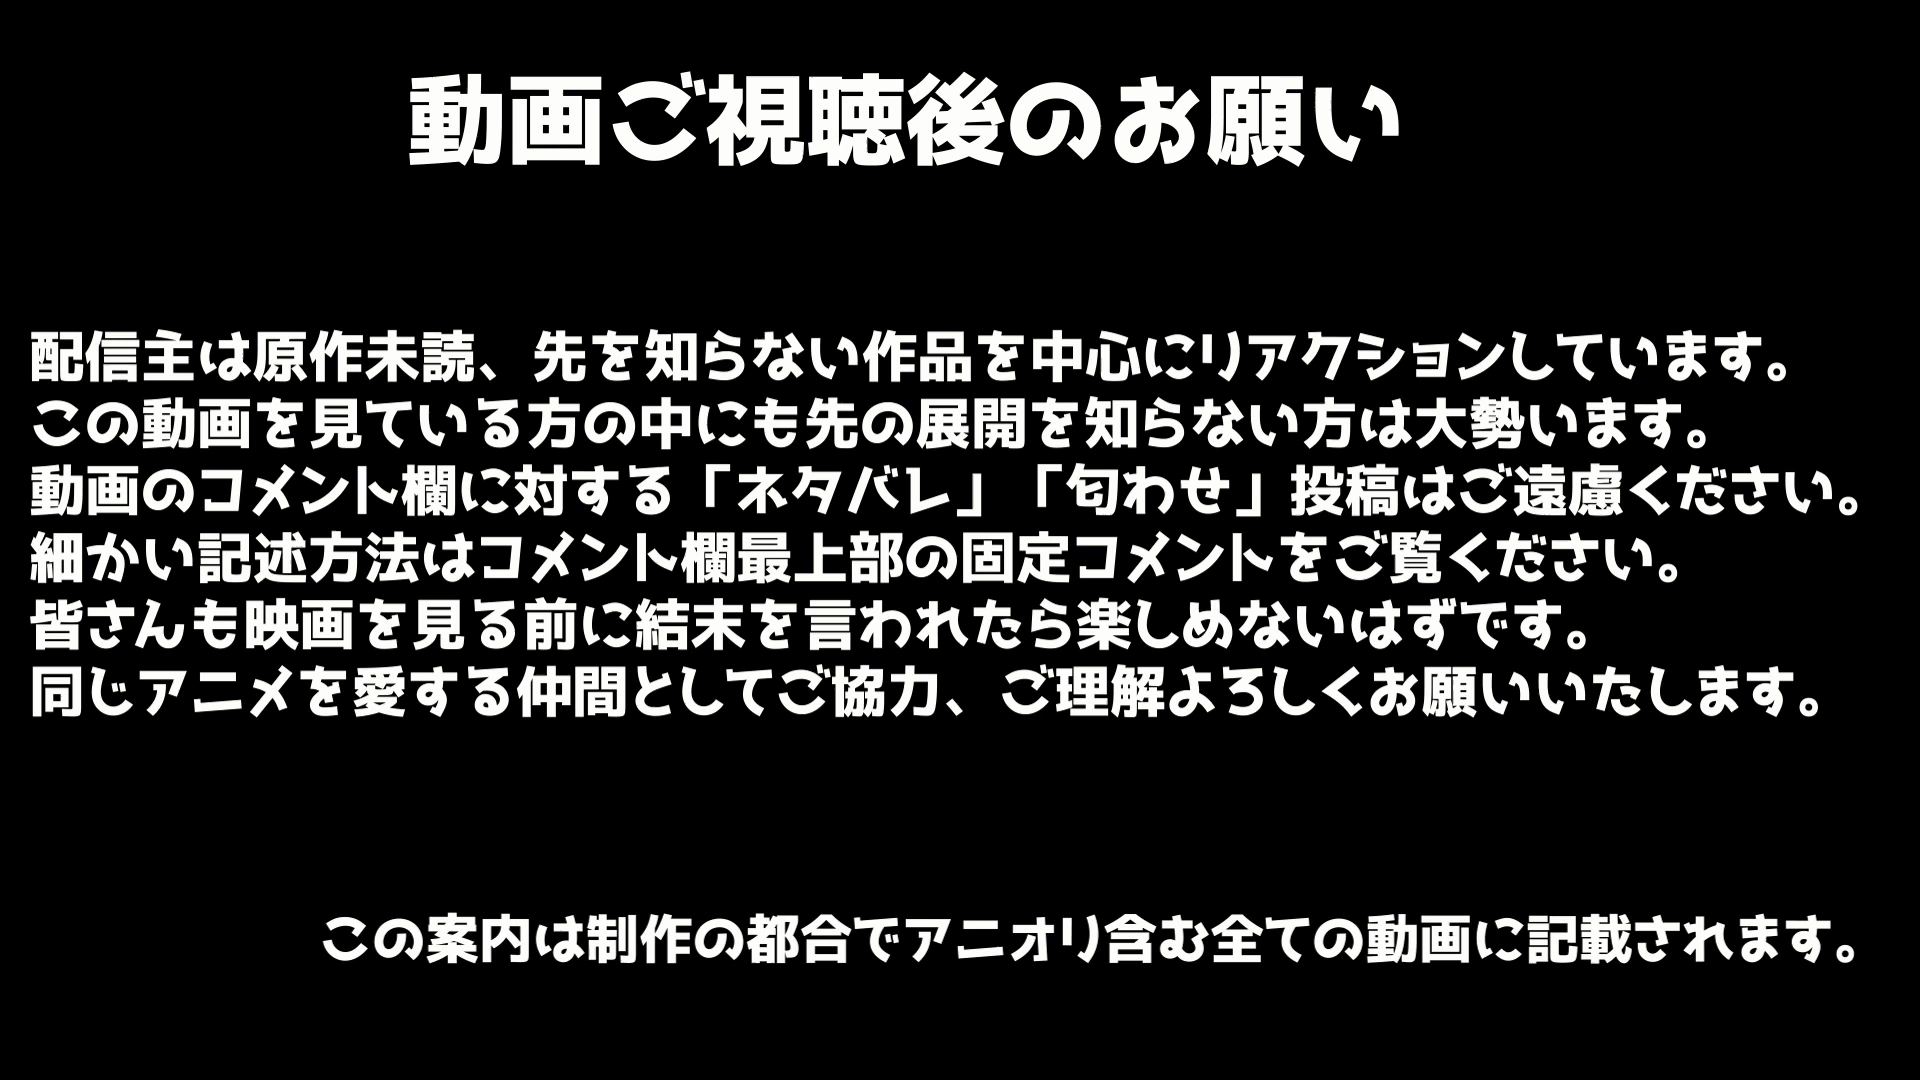 動画ご視聴後のお願い
配信主は原作未読、先を知らない作品を中心にリアクションしています。
この動画を見ている方の中にも先の展開を知らない方は大勢います。
動画のコメント欄に対する「ネタバレ」「匂わせ」投稿はご遠慮ください。
細かい記述方法はコメント欄最上部の固定コメントをご覧ください。
皆さんも映画を見る前に結末を言われたら楽しめないはずです。
同じアニメを愛する仲間としてご協力、ご理解よろしくお願いいたします。
この案内は制作の都合でアニオリ含む全ての動画に記載されます。